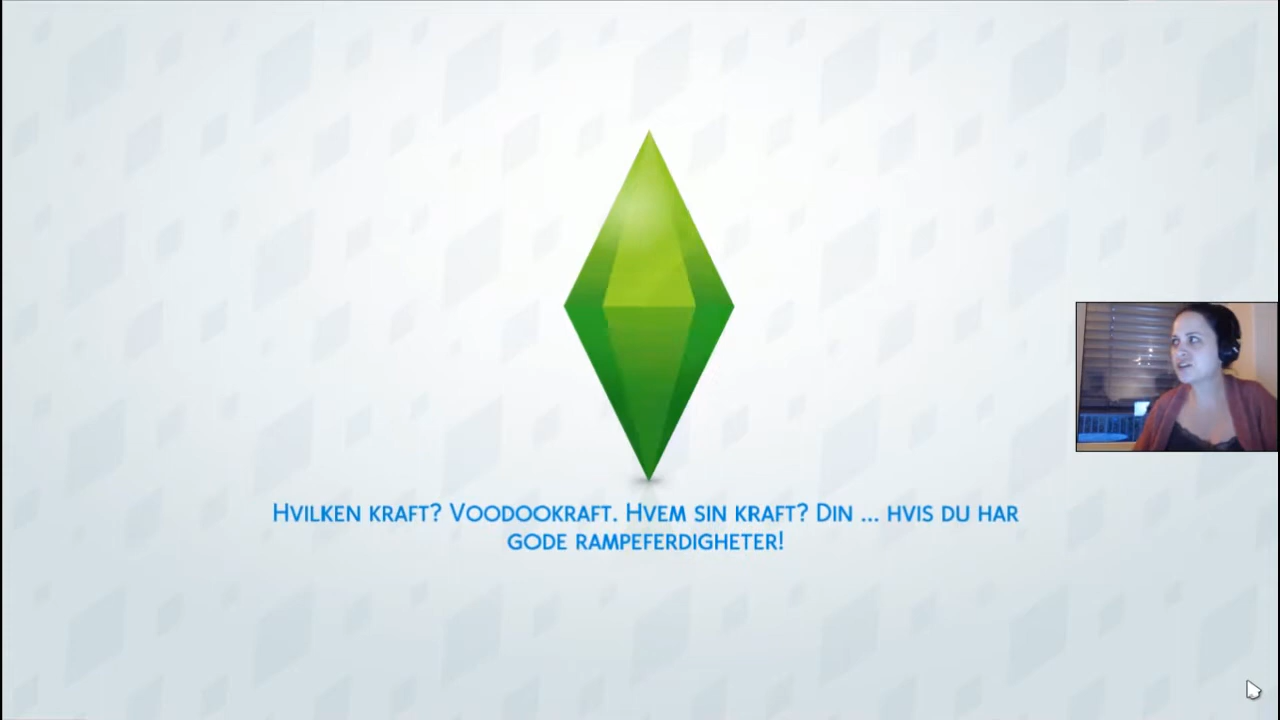 Hvilken kraft? Voodookraft. Hvem sin kraft? Din ... hvis du har
gode rampeferdigheter!